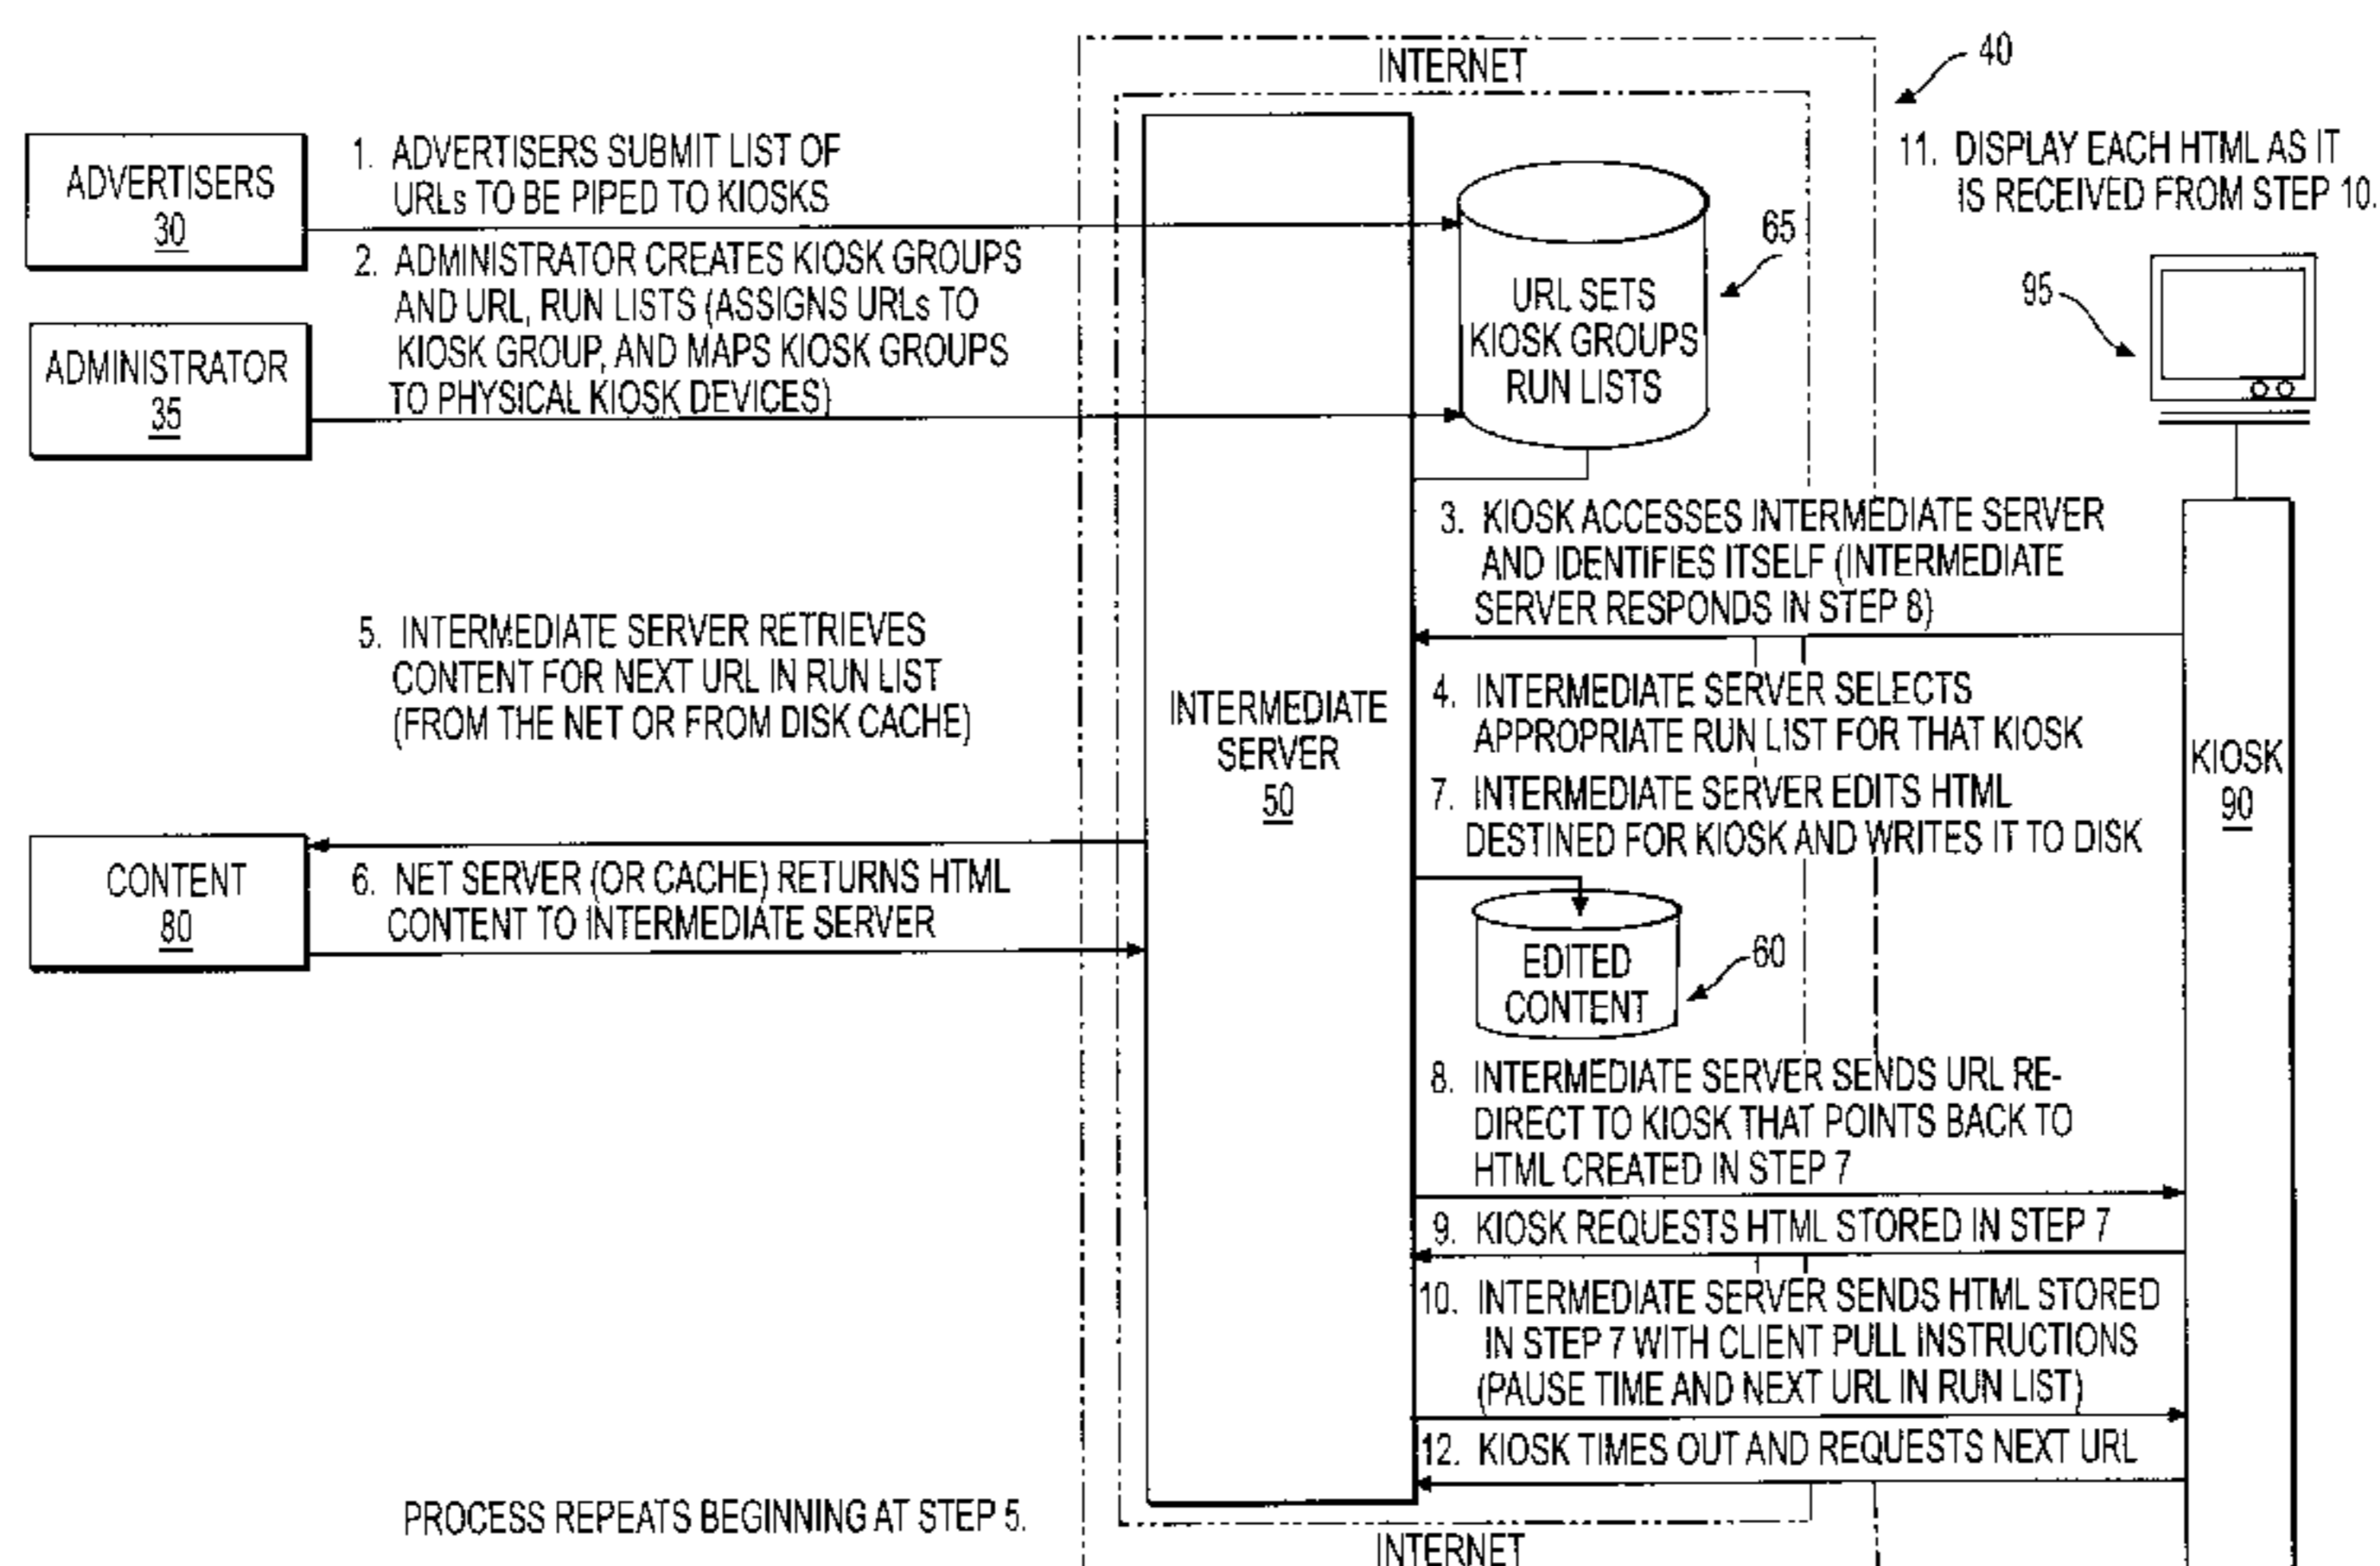 INTERNET
40
ADVERTISERS
30
1. ADVERTISERS SUBMIT LIST OF
URLs TO BE PIPED TO KIOSKS
2. ADMINISTRATOR CREATES KIOSK GROUPS
AND URL, RUN LISTS (ASSIGNS URLs TO
KIOSK GROUP, AND MAPS KIOSK GROUPS
TO PHYSICAL KIOSK DEVICES)
ADMINISTRATOR
35
URL SETS
KIOSK GROUPS
RUN LISTS
65
11. DISPLAY EACH HTML AS IT
IS RECEIVED FROM STEP 10.
95
3. KIOSK ACCESSES INTERMEDIATE SERVER
AND IDENTIFIES ITSELF (INTERMEDIATE
SERVER RESPONDS IN STEP 8)
5. INTERMEDIATE SERVER RETRIEVES
CONTENT FOR NEXT URL IN RUN LIST
(FROM THE NET OR FROM DISK CACHE)
INTERMEDIATE
SERVER
50
4. INTERMEDIATE SERVER SELECTS
APPROPRIATE RUN LIST FOR THAT KIOSK
KIOSK
90
7. INTERMEDIATE SERVER EDITS HTML
DESTINED FOR KIOSK AND WRITES IT TO DISK
CONTENT
80
6. NET SERVER (OR CACHE) RETURNS HTML
CONTENT TO INTERMEDIATE SERVER
EDITED
CONTENT
60
8. INTERMEDIATE SERVER SENDS URL RE-
DIRECT TO KIOSK THAT POINTS BACK TO
HTML CREATED IN STEP 7
9. KIOSK REQUESTS HTML STORED IN STEP 7
10. INTERMEDIATE SERVER SENDS HTML STORED
IN STEP 7 WITH CLIENT PULL INSTRUCTIONS
(PAUSE TIME AND NEXT URL IN RUN LIST)
12. KIOSK TIMES OUT AND REQUESTS NEXT URL
PROCESS REPEATS BEGINNING AT STEP 5.
INTERNET